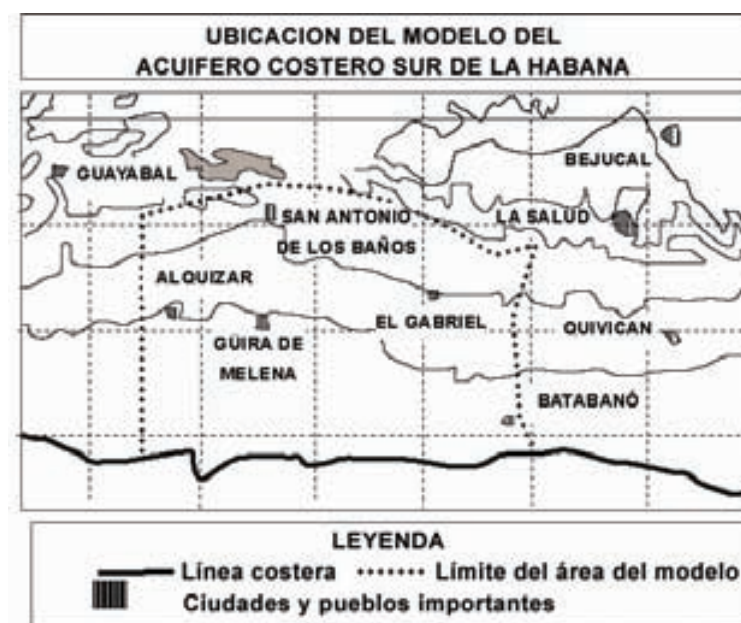 UBICACION DEL MODELO DEL
ACUIFERO COSTERO SUR DE LA HABANA
GUAYABAL
BEJUCAL
SAN ANTONIO
DE LOS BAÑOS
LA SALUD
ALQUIZAR
EL GABRIEL
QUIVICAN
GÜIRA DE
MELENA
BATABANÓ
LEYENDA
Línea costera
Límite del área del modelo
Ciudades y pueblos importantes